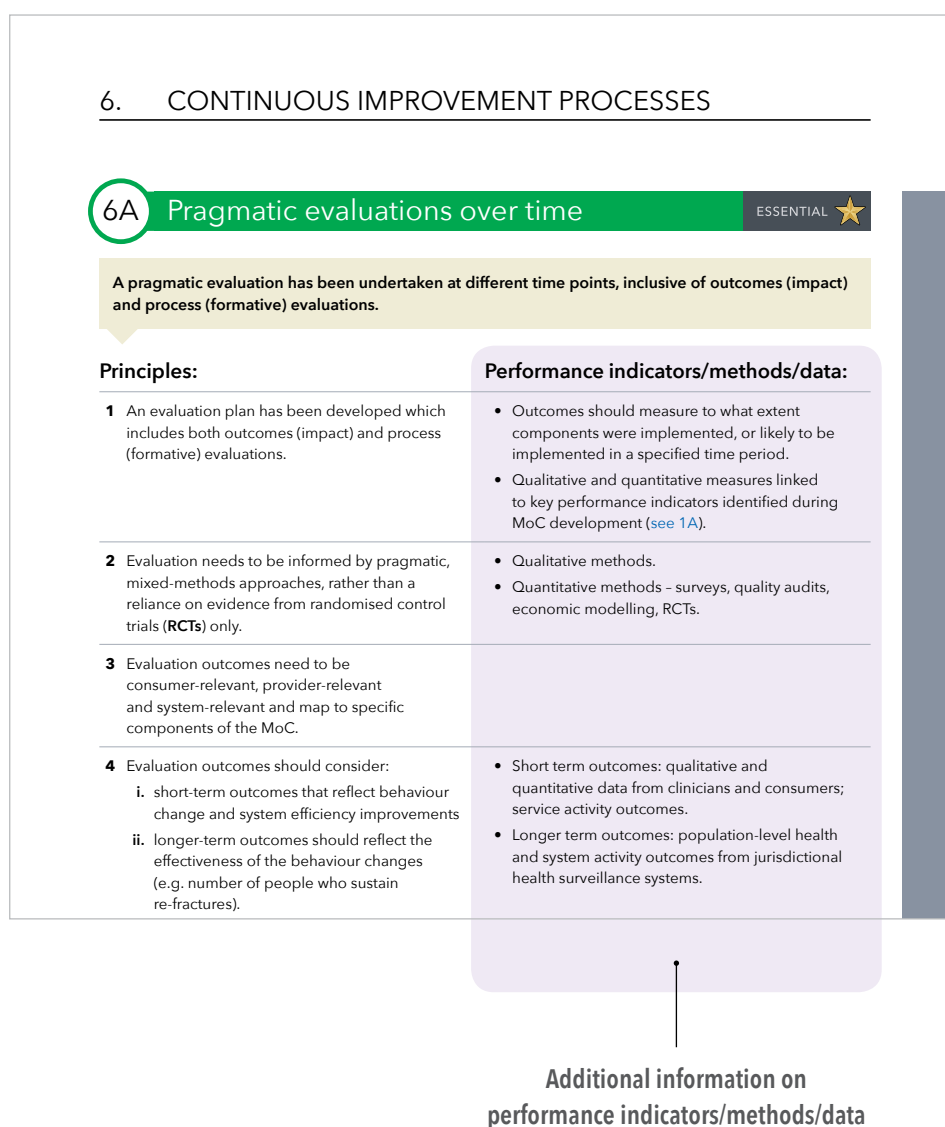 6. CONTINUOUS IMPROVEMENT PROCESSES
6A Pragmatic evaluations over time ESSENTIAL
A pragmatic evaluation has been undertaken at different time points, inclusive of outcomes (impact)
and process (formative) evaluations.
Principles:
1 An evaluation plan has been developed which
includes both outcomes (impact) and process
(formative) evaluations.
2 Evaluation needs to be informed by pragmatic,
mixed-methods approaches, rather than a
reliance on evidence from randomised control
trials (RCTs) only.
3 Evaluation outcomes need to be
consumer-relevant, provider-relevant
and system-relevant and map to specific
components of the MoC.
4 Evaluation outcomes should consider:
i. short-term outcomes that reflect behaviour
change and system efficiency improvements
ii. longer-term outcomes should reflect the
effectiveness of the behaviour changes
(e.g. number of people who sustain
re-fractures).
Performance indicators/methods/data:
• Outcomes should measure to what extent
components were implemented, or likely to be
implemented in a specified time period.
• Qualitative and quantitative measures linked
to key performance indicators identified during
MoC development (see 1A).
• Qualitative methods.
• Quantitative methods – surveys, quality audits,
economic modelling, RCTs.
• Short term outcomes: qualitative and
quantitative data from clinicians and consumers;
service activity outcomes.
• Longer term outcomes: population-level health
and system activity outcomes from jurisdictional
health surveillance systems.
Additional information on
performance indicators/methods/data